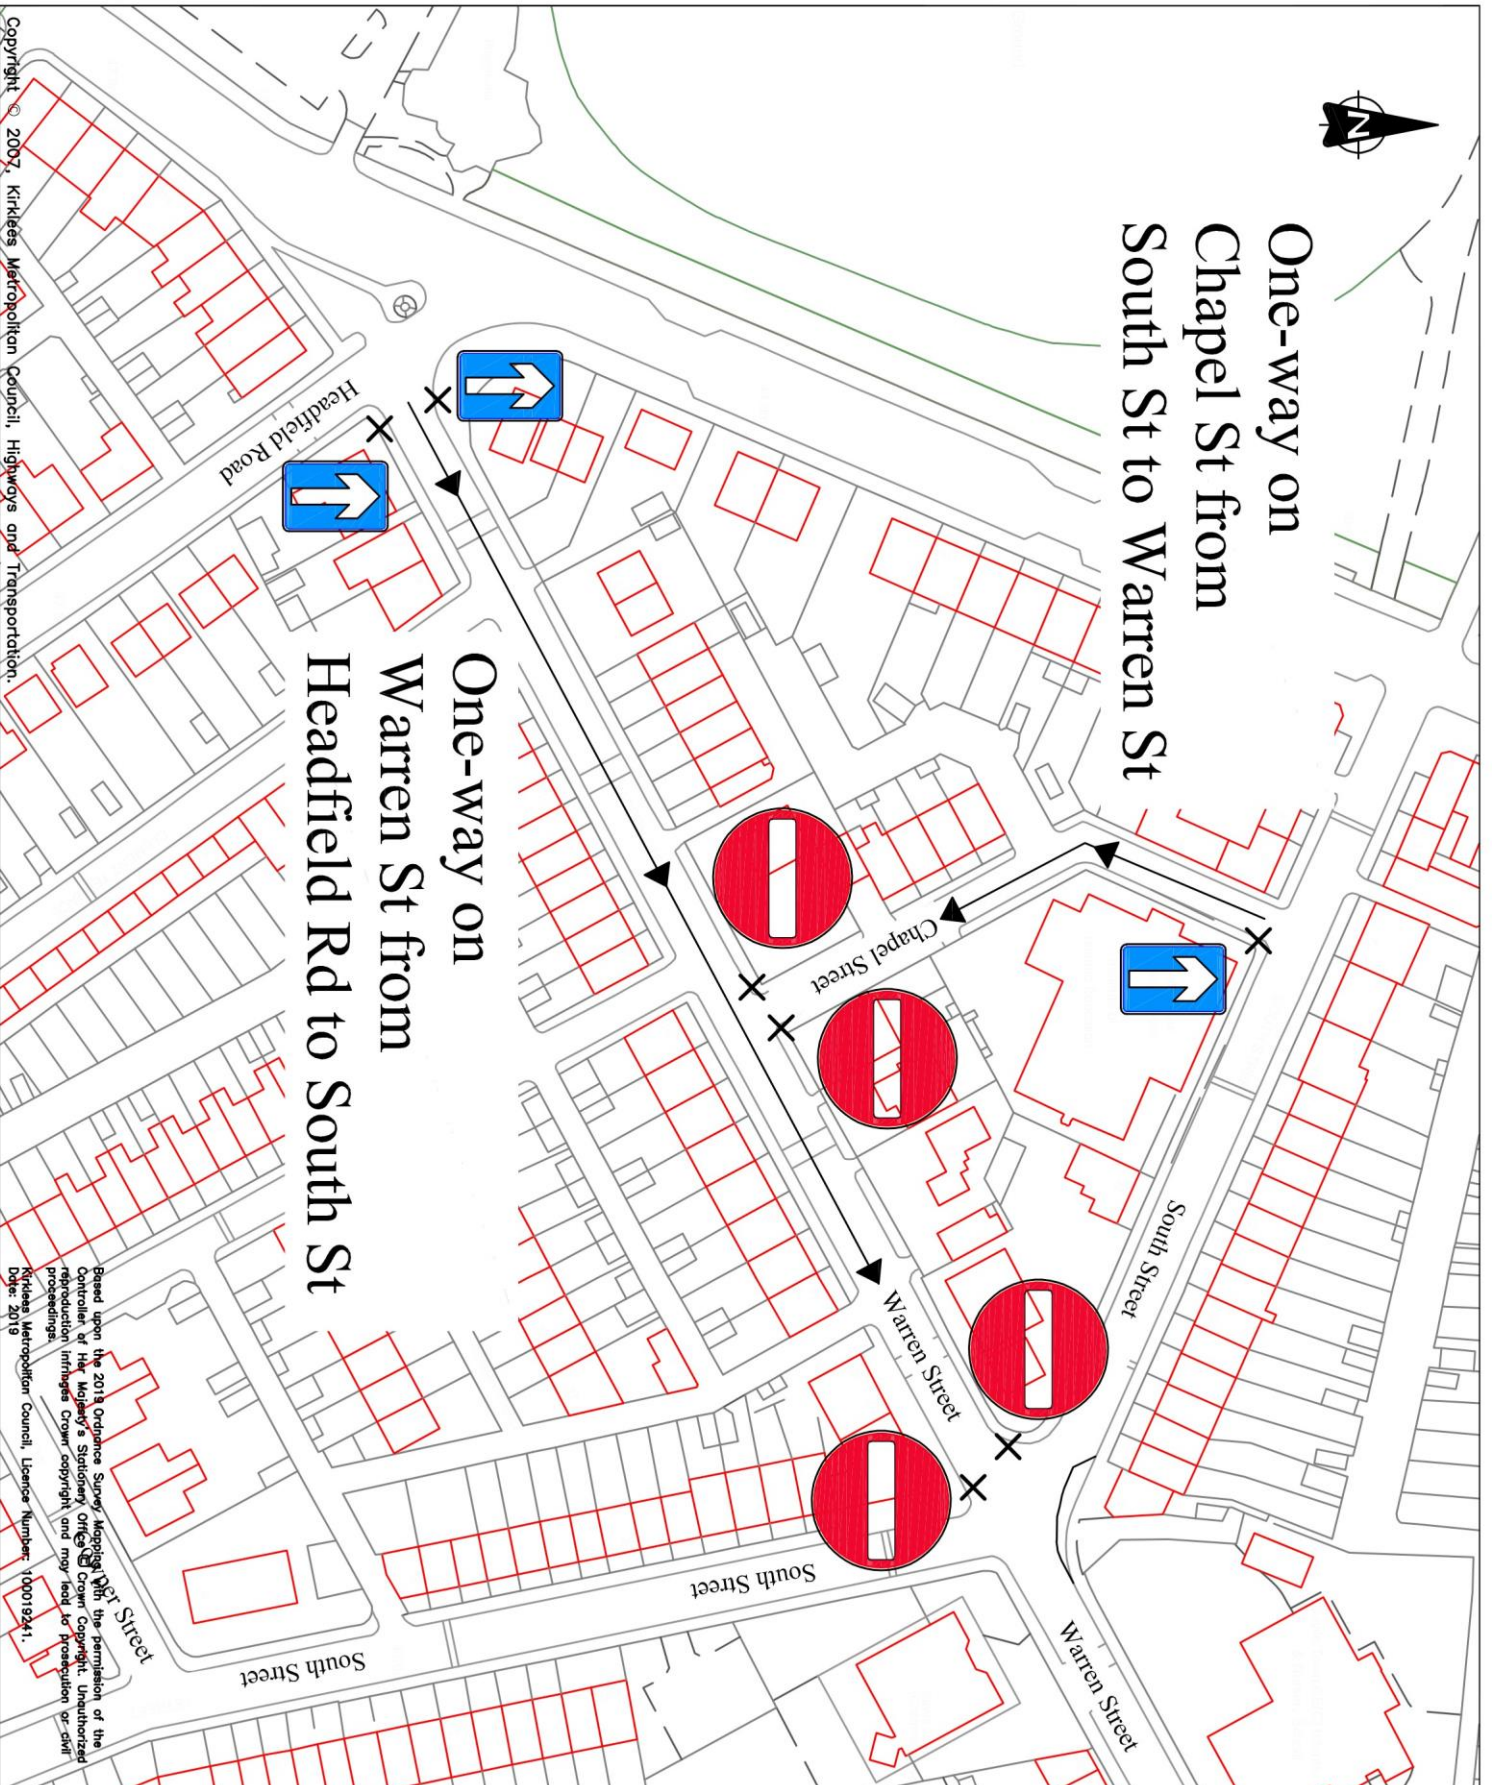 N
One-way on
Chapel St from
South St to Warren St
One-way on
Warren St from
Headfield Rd to South St
Headfield Road
Chapel Street
South Street
Warren Street
South Street
Warren Street
South Street
per Street
Copyright © 2007, Kirklees Metropolitan Council, Highways and Transportation.
Based upon the 2019 Ordnance Survey Mapping with the permission of the
Controller of Her Majesty's Stationery Office © Crown Copyright. Unauthorized
reproduction infringes Crown copyright and may lead to prosecution or civil
proceedings.
Kirklees Metropolitan Council, Licence Number: 100019241.
Date: 2019